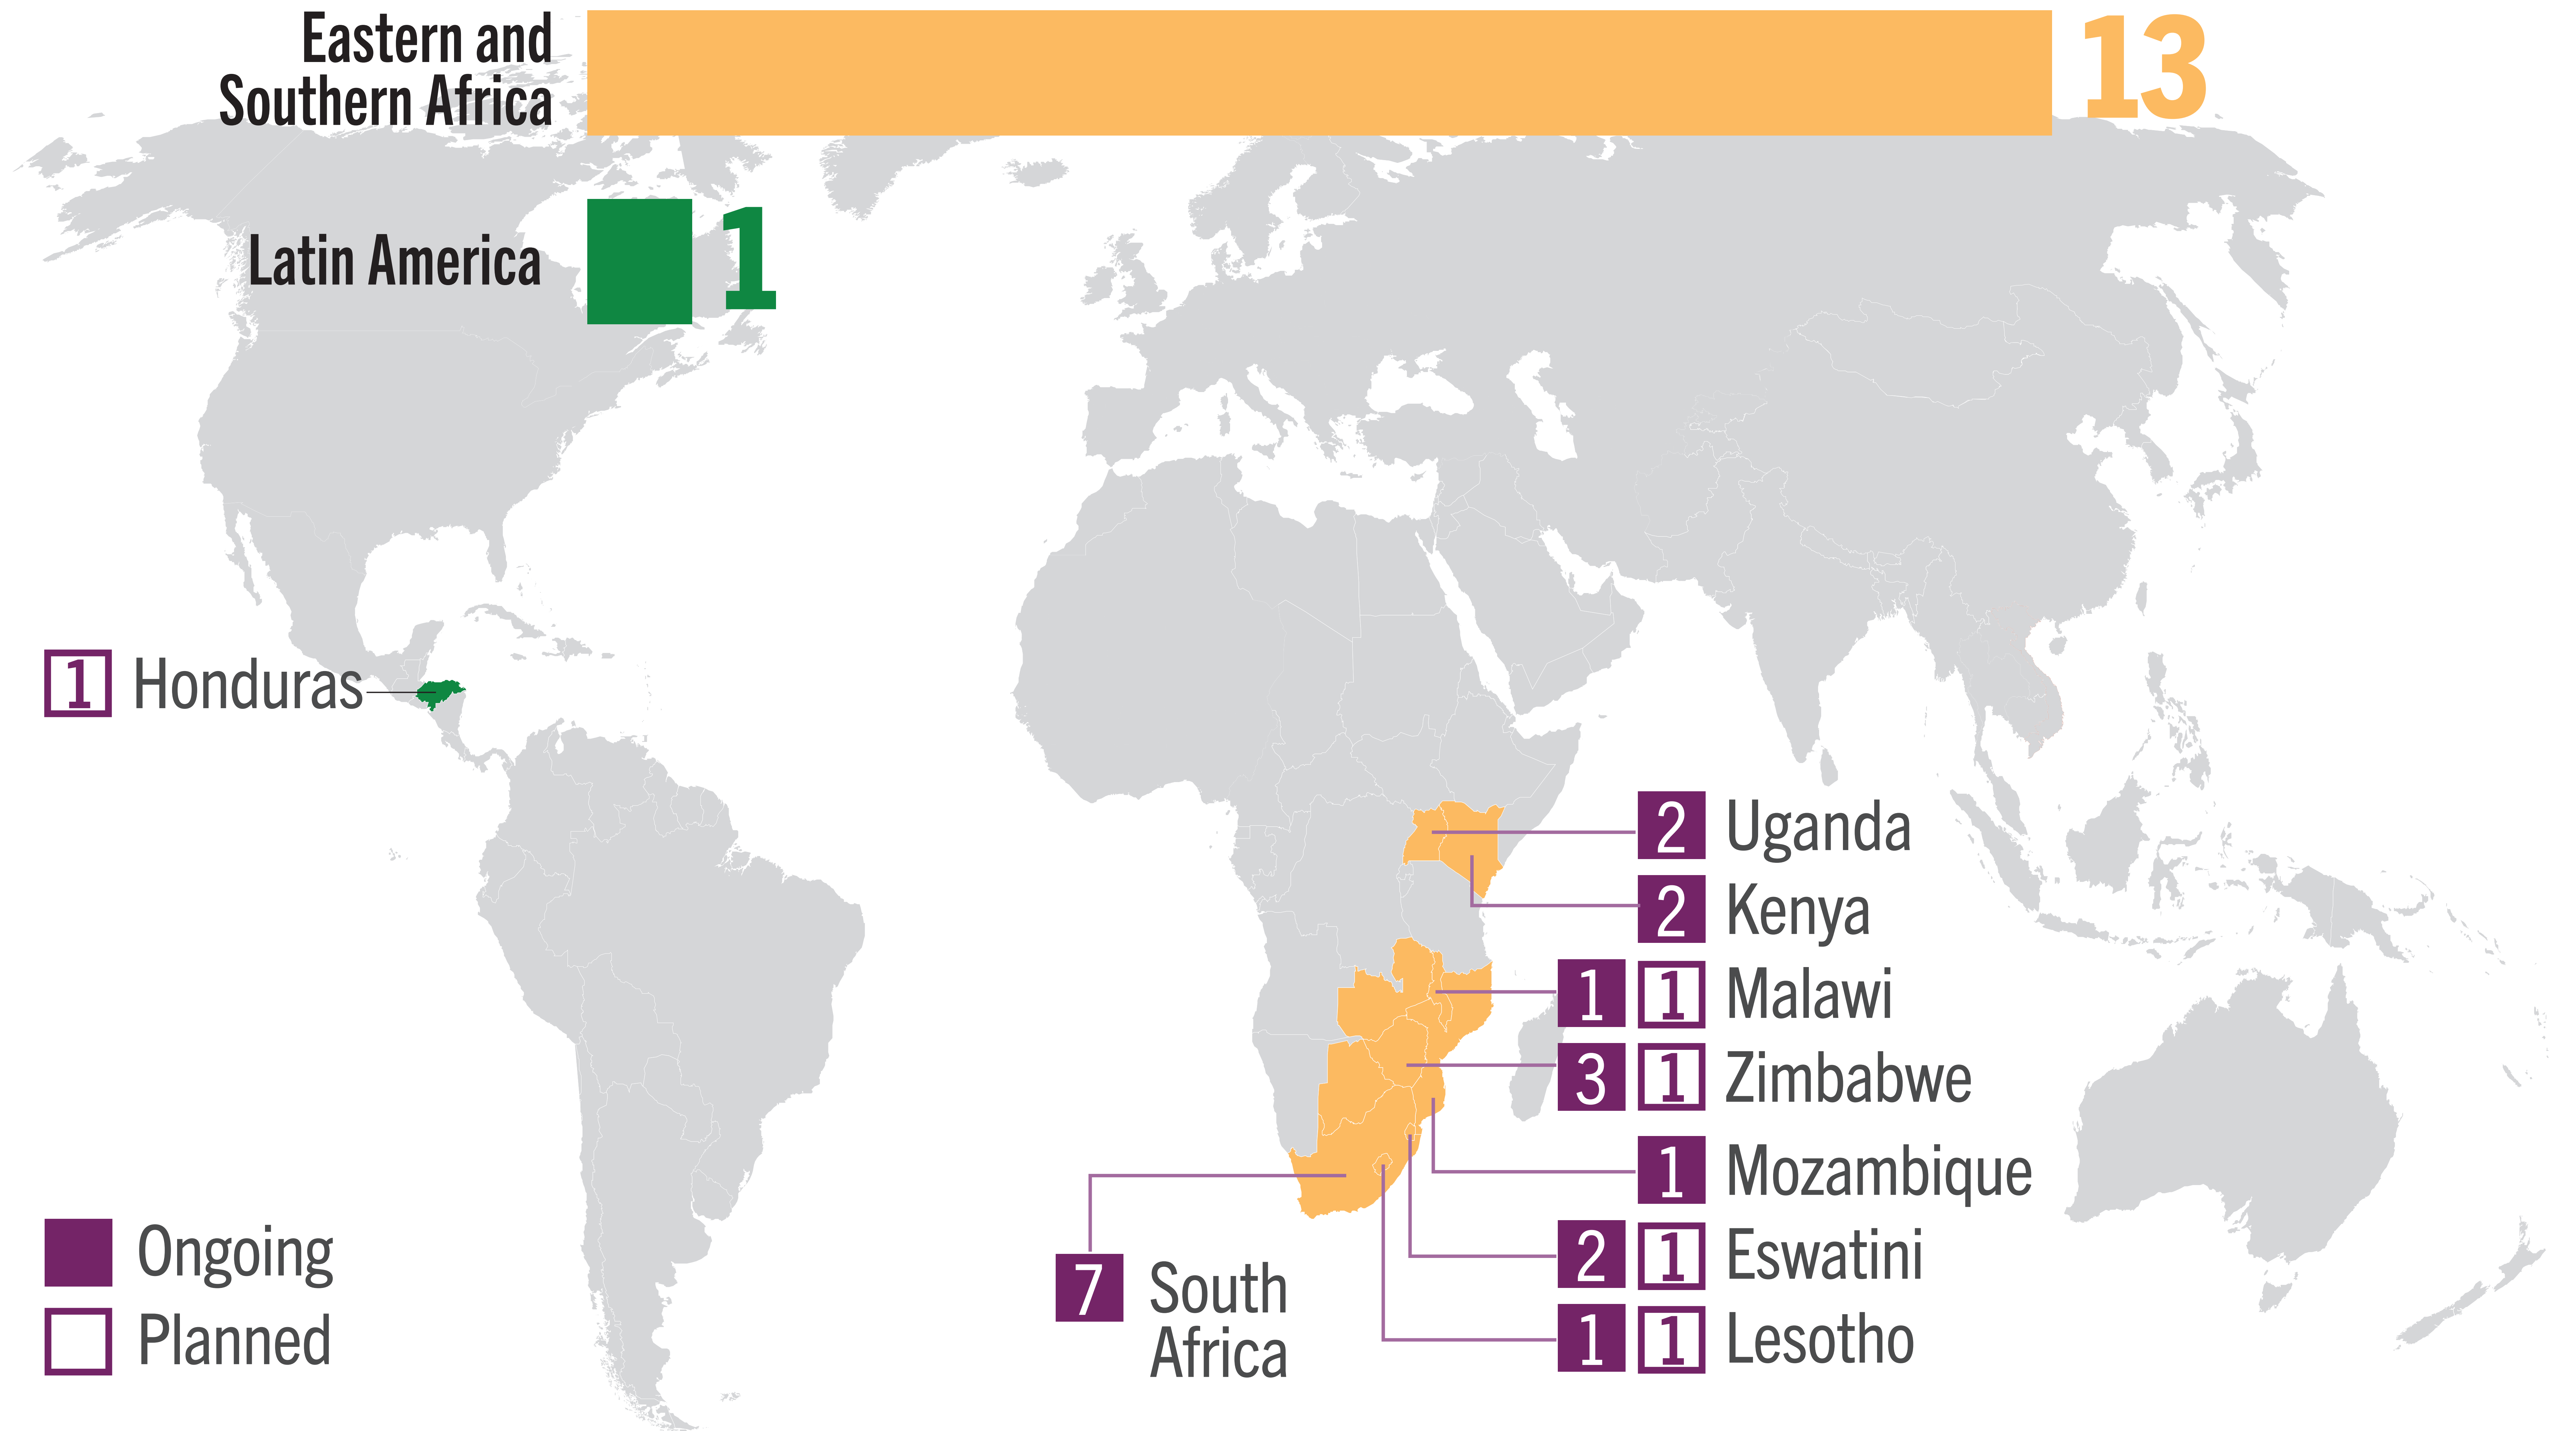 Eastern and
Southern Africa
13
Latin America
1
1 Honduras
2 Uganda
2 Kenya
1 1 Malawi
3 1 Zimbabwe
1 Mozambique
2 1 Eswatini
1 1 Lesotho
7 South
Africa
Ongoing
Planned